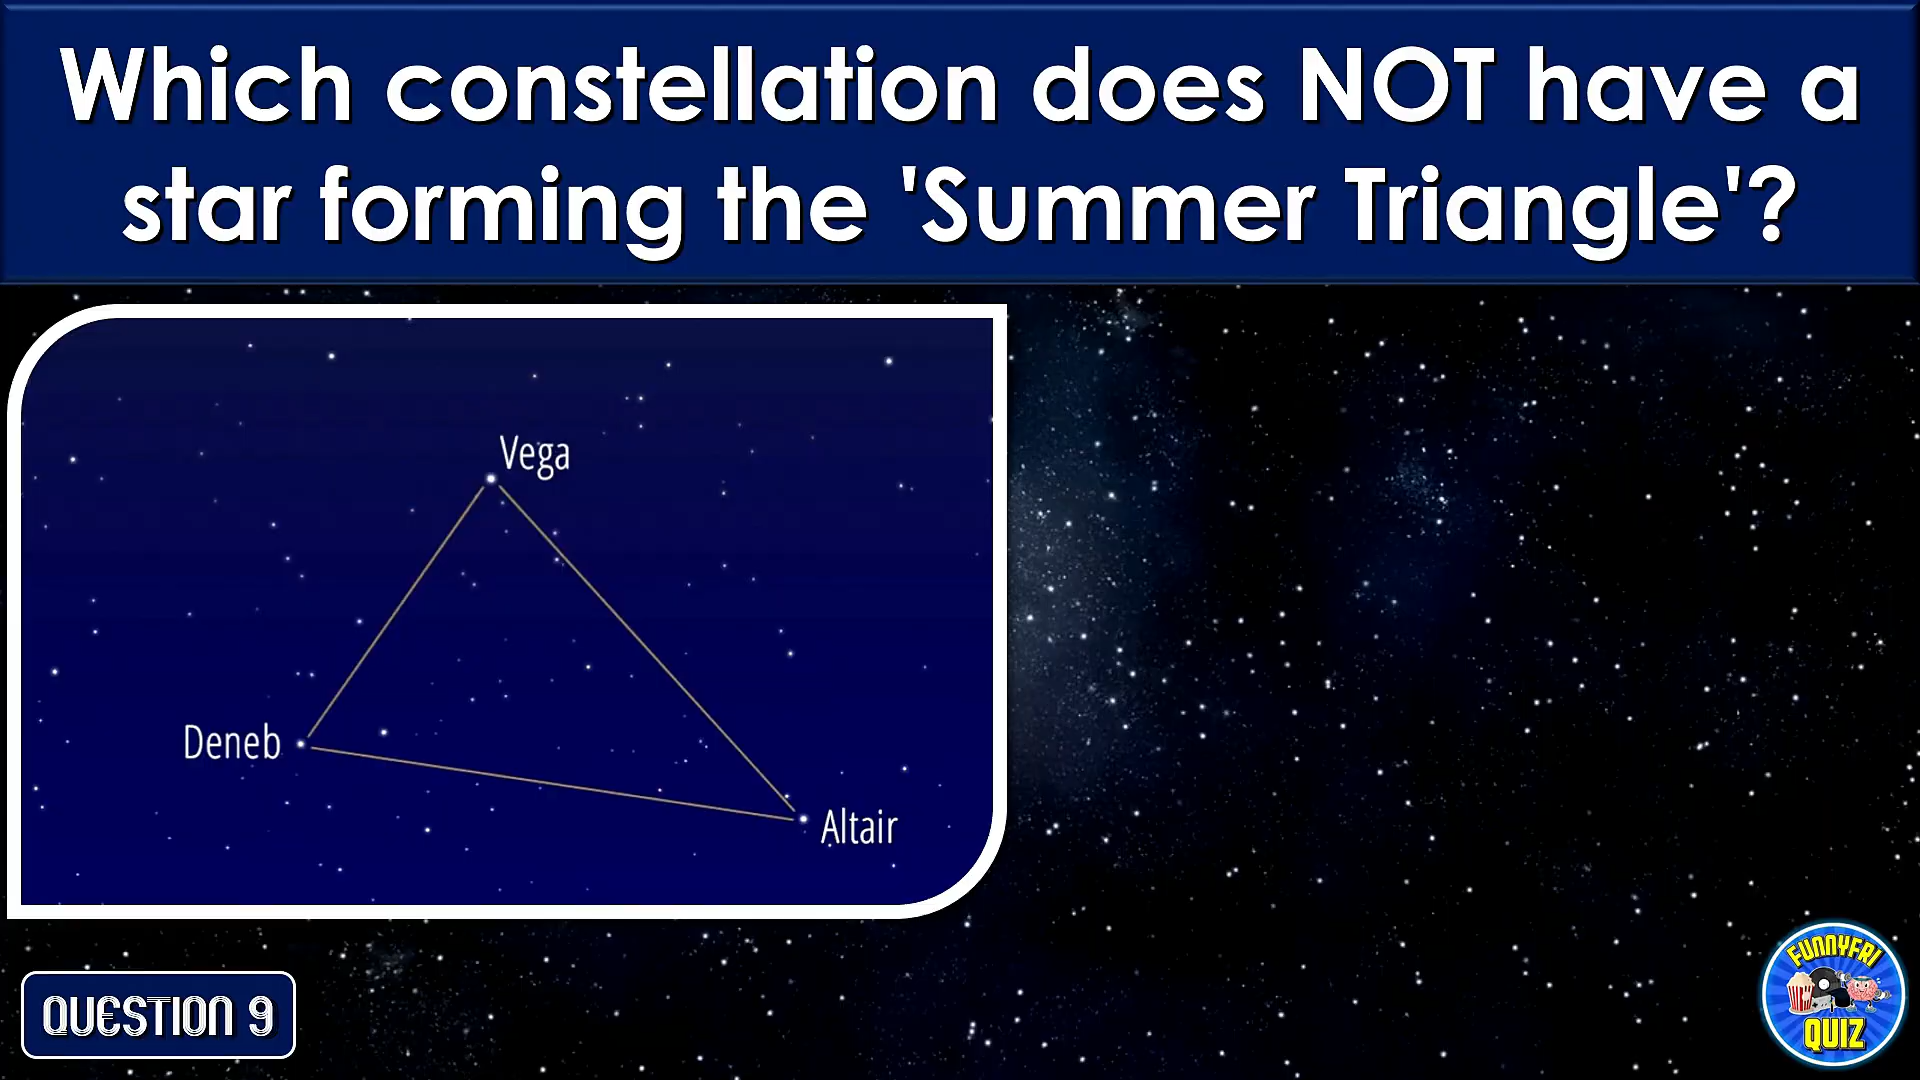 Which constellation does NOT have a
star forming the 'Summer Triangle'?
Vega
Deneb
Altair
QUESTION 9
FUNNYFRI
QUIZ